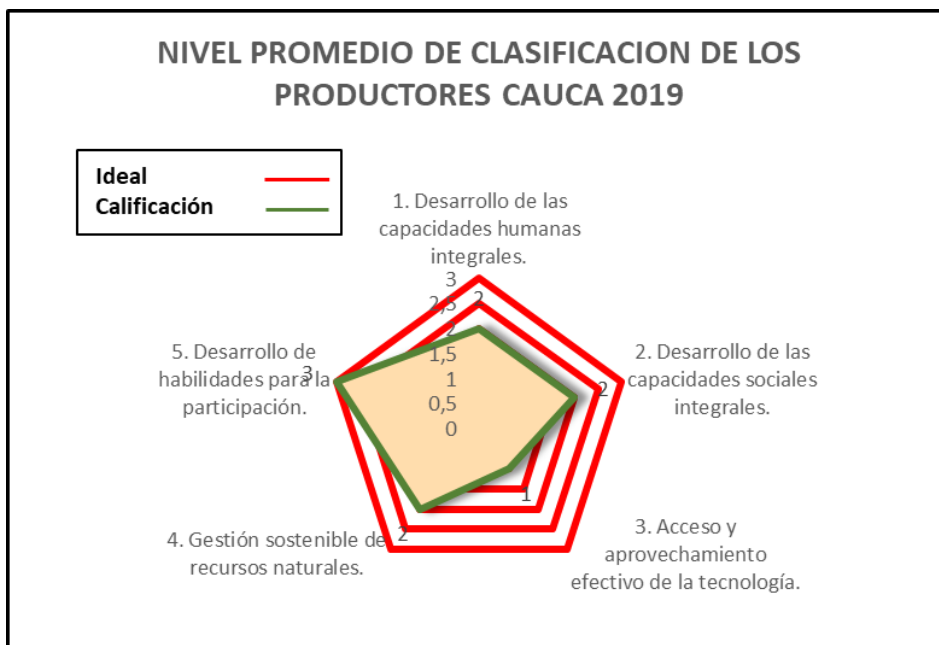 NIVEL PROMEDIO DE CLASIFICACION DE LOS
PRODUCTORES CAUCA 2019
Ideal
Calificación
1. Desarrollo de las
capacidades humanas
integrales.
3
2,5
2
1,5
1
0,5
0
2
2. Desarrollo de las
capacidades sociales
integrales.
2
3. Acceso y
aprovechamiento
efectivo de la tecnología.
1
4. Gestión sostenible de
recursos naturales.
2
5. Desarrollo de
habilidades para la
participación.
3